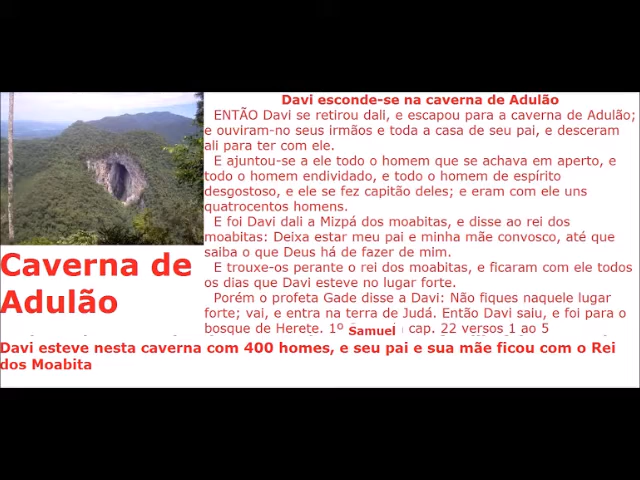 Davi esconde-se na caverna de Adulão
ENTÃO Davi se retirou dali, e escapou para a caverna de Adulão;
e ouviram-no seus irmãos e toda a casa de seu pai, e desceram
ali para ter com ele.
E ajuntou-se a ele todo o homem que se achava em aperto, e
todo o homem endividado, e todo o homem de espírito
desgostoso, e ele se fez capitão deles; e eram com ele uns
quatrocentos homens.
E foi Davi dali a Mizpá dos moabitas, e disse ao rei dos
moabitas: Deixa estar meu pai e minha mãe convosco, até que
saiba o que Deus há de fazer de mim.
E trouxe-os perante o rei dos moabitas, e ficaram com ele todos
os dias que Davi esteve no lugar forte.
Porém o profeta Gade disse a Davi: Não fiques naquele lugar
forte; vai, e entra na terra de Judá. Então Davi saiu, e foi para o
bosque de Herete. 1º Samuel cap. 22 versos 1 ao 5
Caverna de
Adulão
Davi esteve nesta caverna com 400 homes, e seu pai e sua mãe ficou com o Rei
dos Moabita